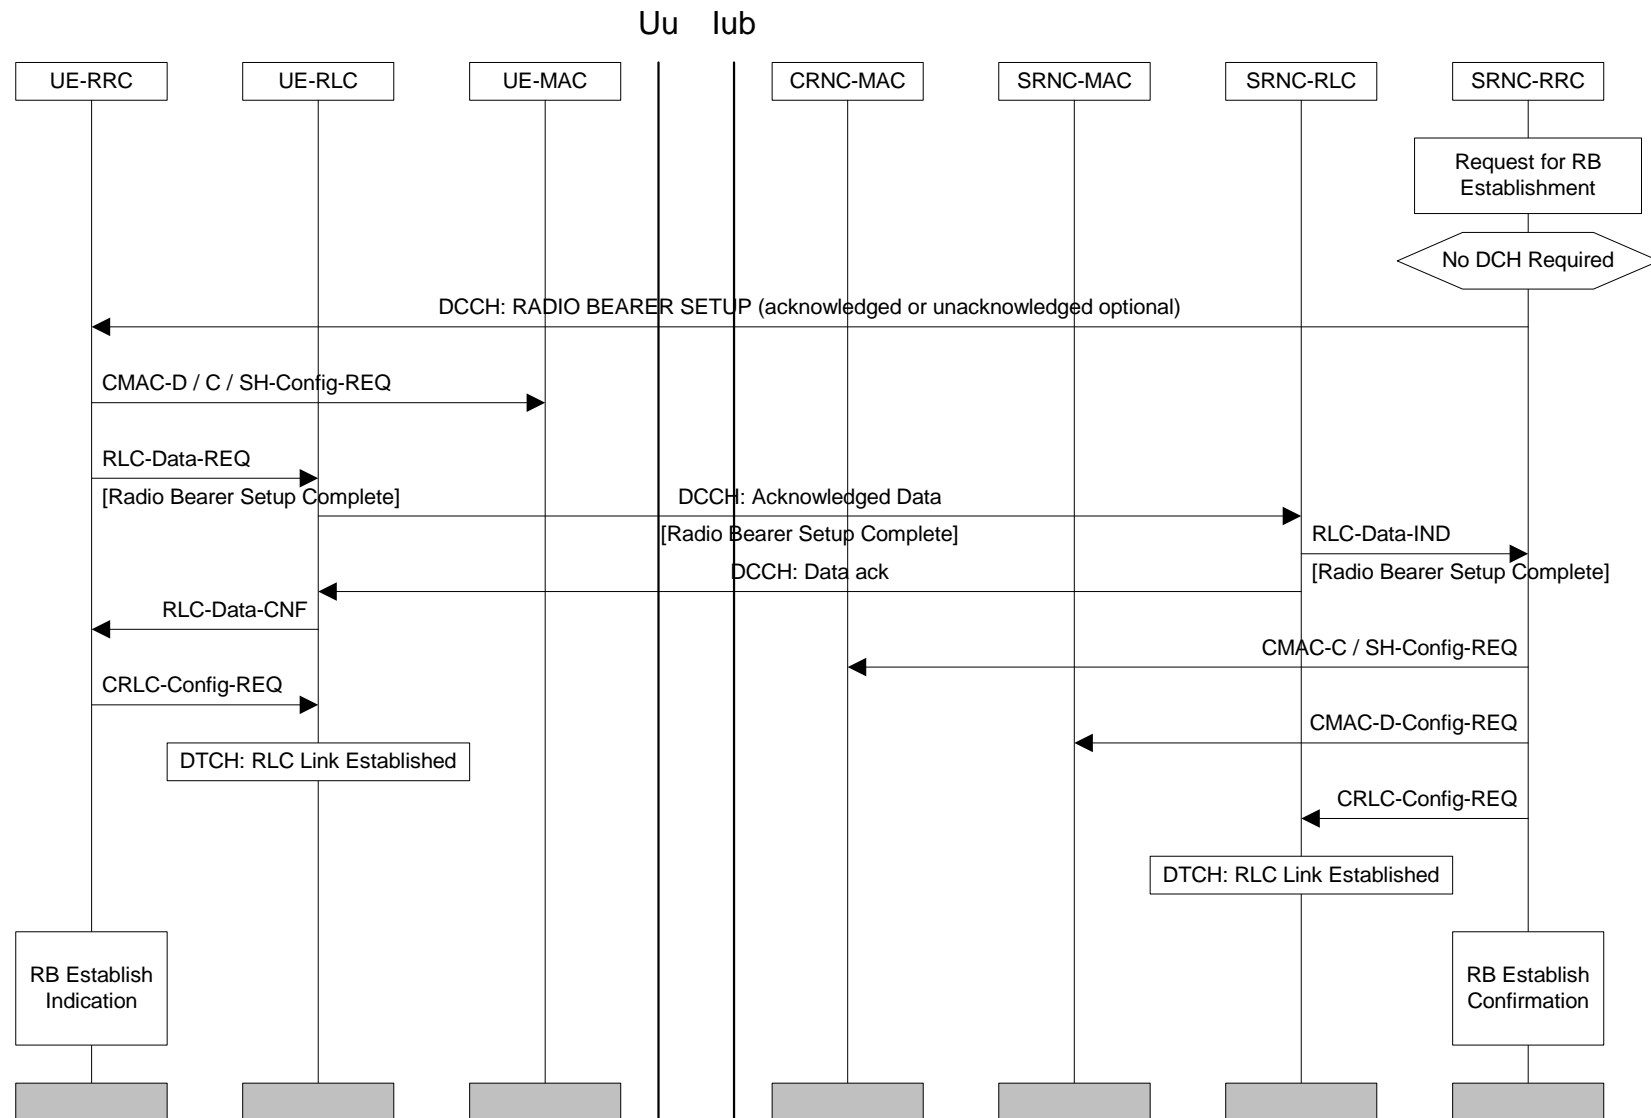 Uu Iub
UE-RRC UE-RLC UE-MAC CRNC-MAC SRNC-MAC SRNC-RLC SRNC-RRC
Request for RB
Establishment
No DCH Required
DCCH: RADIO BEARER SETUP (acknowledged or unacknowledged optional)
CMAC-D / C / SH-Config-REQ
RLC-Data-REQ
[Radio Bearer Setup Complete]
DCCH: Acknowledged Data
[Radio Bearer Setup Complete]
RLC-Data-IND
[Radio Bearer Setup Complete]
DCCH: Data ack
RLC-Data-CNF
CMAC-C / SH-Config-REQ
CRLC-Config-REQ
CMAC-D-Config-REQ
DTCH: RLC Link Established
CRLC-Config-REQ
DTCH: RLC Link Established
RB Establish
Indication
RB Establish
Confirmation